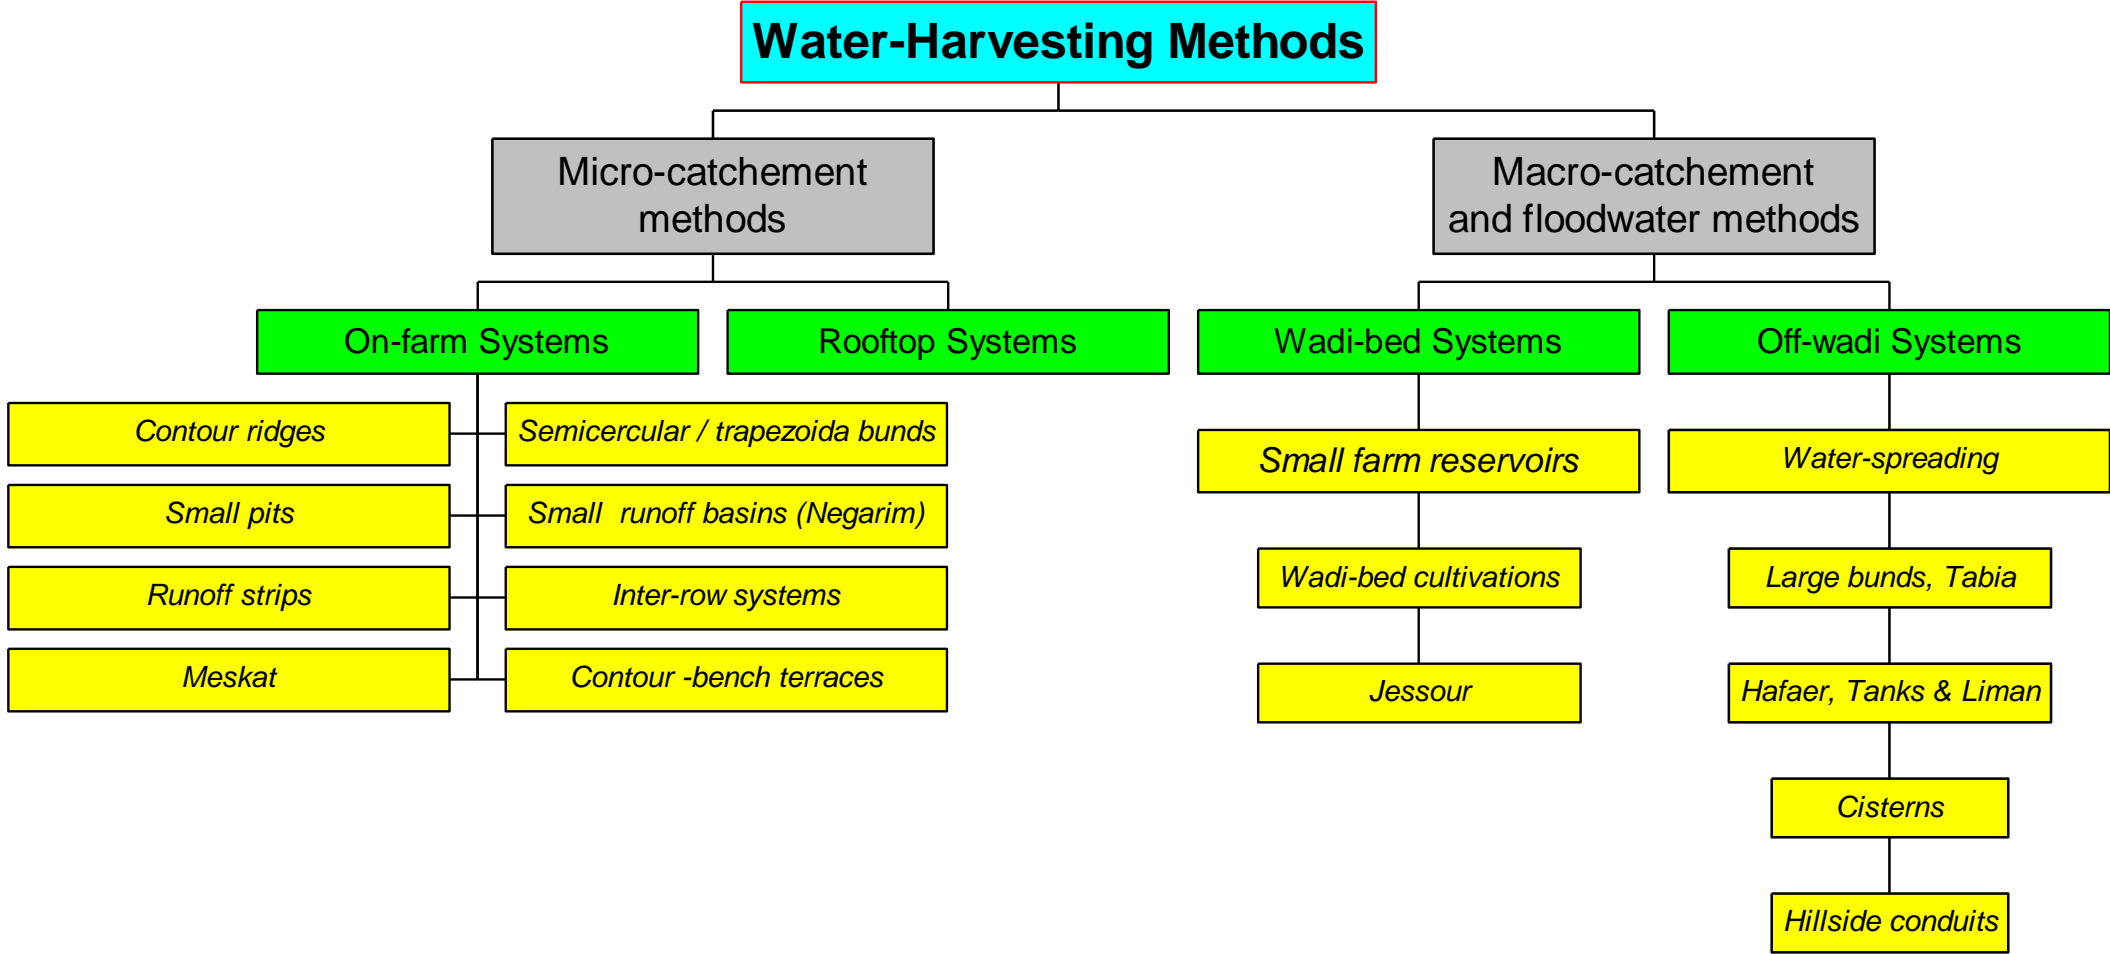 Water-Harvesting Methods
Micro-catchement
methods
Macro-catchement
and floodwater methods
On-farm Systems
Rooftop Systems
Wadi-bed Systems
Off-wadi Systems
Contour ridges
Semicercular / trapezoida bunds
Small pits
Small runoff basins (Negarim)
Runoff strips
Inter-row systems
Meskat
Contour -bench terraces
Small farm reservoirs
Wadi-bed cultivations
Jessour
Water-spreading
Large bunds, Tabia
Hafaer, Tanks & Liman
Cisterns
Hillside conduits